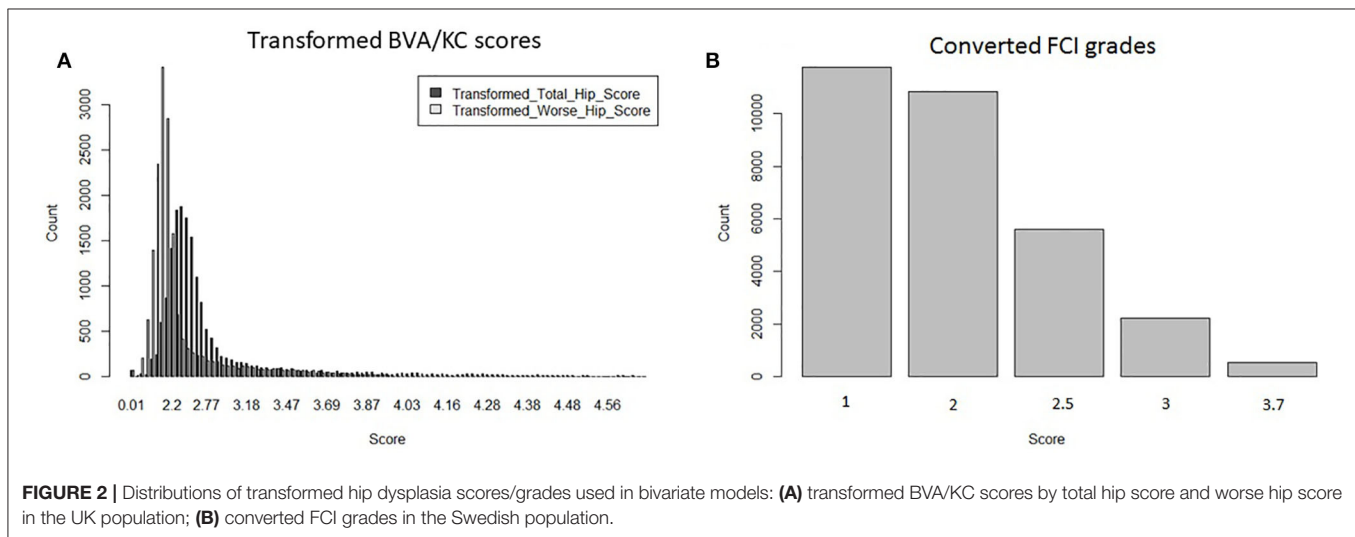 Transformed BVA/KC scores
A
Transformed_Total_Hip_Score
Transformed_Worse_Hip_Score
Count
3000
2500
2000
1500
1000
500
0
0.01 2.2 2.77 3.18 3.47 3.69 3.87 4.03 4.16 4.28 4.38 4.48 4.56
Score
Converted FCI grades
B
Count
10000
8000
6000
4000
2000
0
1 2 2.5 3 3.7
Score
FIGURE 2 | Distributions of transformed hip dysplasia scores/grades used in bivariate models: (A) transformed BVA/KC scores by total hip score and worse hip score
in the UK population; (B) converted FCI grades in the Swedish population.